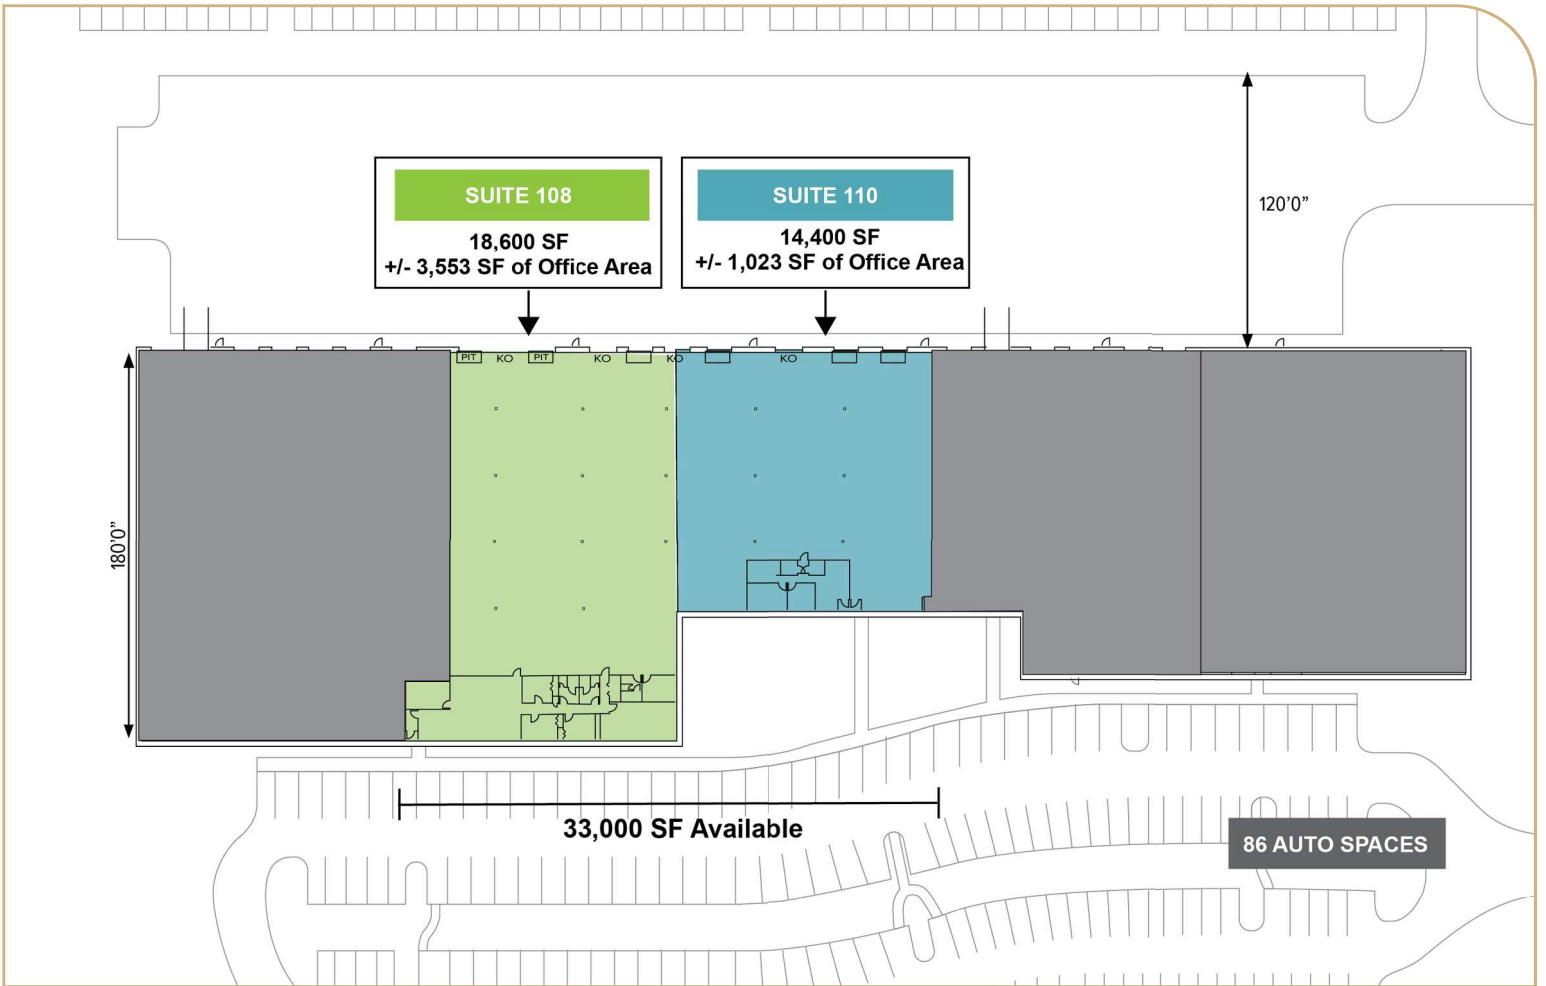 SUITE 108
18,600 SF
+/- 3,553 SF of Office Area
SUITE 110
14,400 SF
+/- 1,023 SF of Office Area
120'0”
PIT KO PIT KO KO KO
180'0”
33,000 SF Available
86 AUTO SPACES